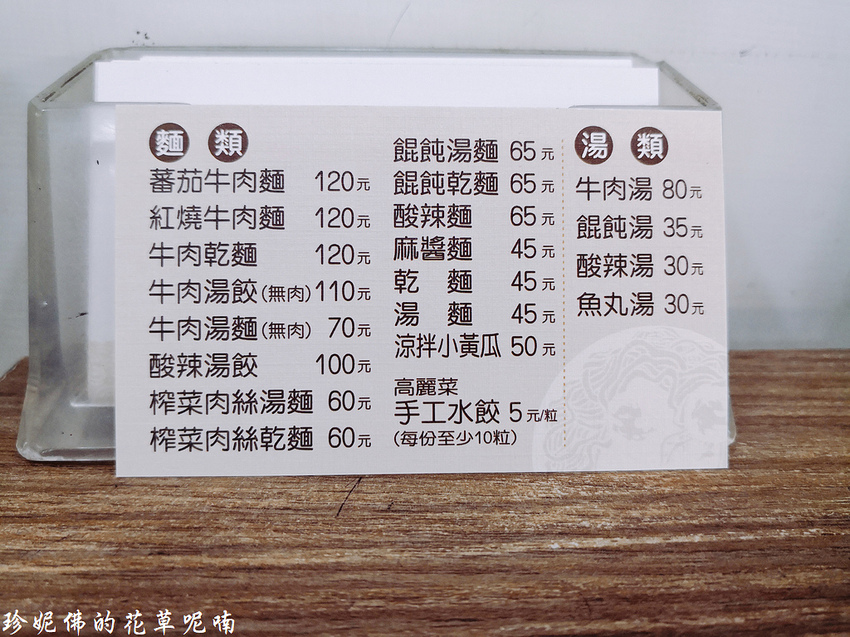 麵 類
蕃茄牛肉麵 120元
紅燒牛肉麵 120元
牛肉乾麵 120元
牛肉湯餃(無肉) 110元
牛肉湯麵(無肉) 70元
酸辣湯餃 100元
榨菜肉絲湯麵 60元
榨菜肉絲乾麵 60元
餛飩湯麵 65元
餛飩乾麵 65元
酸辣麵 65元
麻醬麵 45元
乾 麵 45元
湯 麵 45元
涼拌小黃瓜 50元
高麗菜
手工水餃 5元/粒
(每份至少10粒)
湯 類
牛肉湯 80元
餛飩湯 35元
酸辣湯 30元
魚丸湯 30元
珍妮佛的花草呢喃